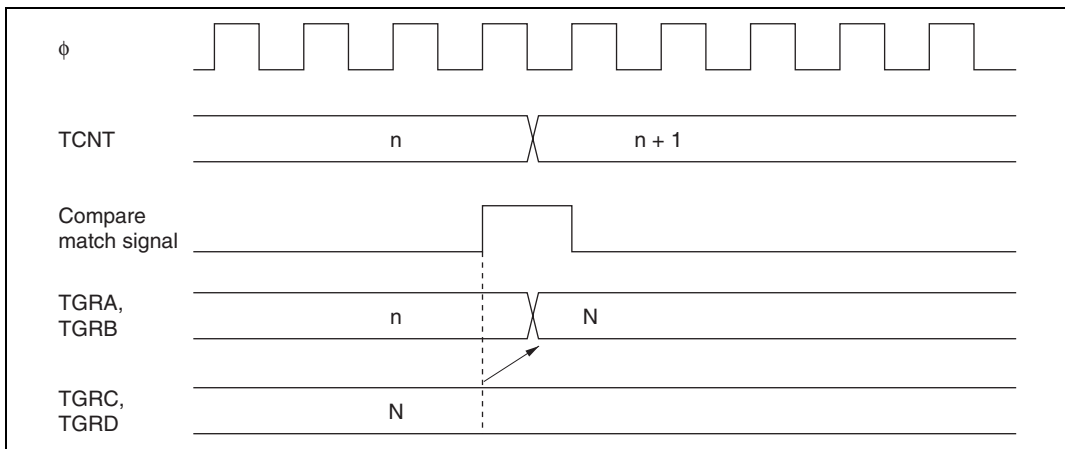 ϕ
TCNT
n
n + 1
Compare
match signal
TGRA,
TGRB
n
N
TGRC,
TGRD
N